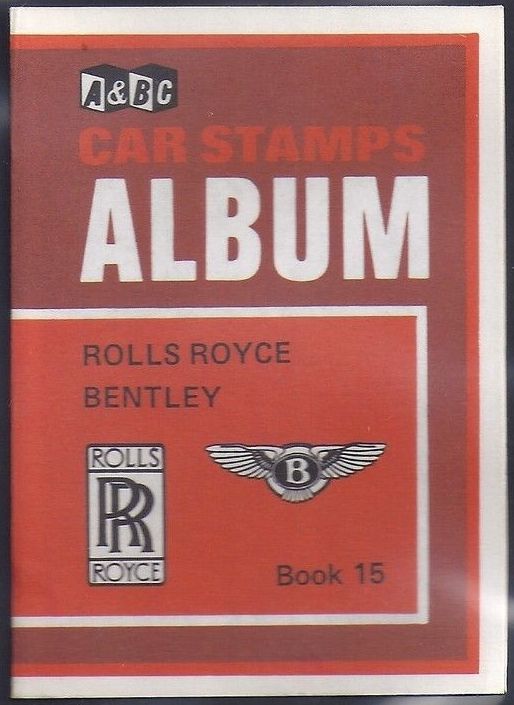 A&BC
CAR STAMPS
ALBUM
ROLLS ROYCE
BENTLEY
ROLLS
RR
ROYCE
B
Book 15